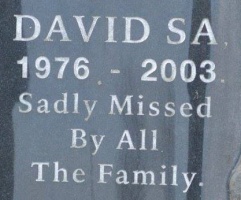 DAVID SA.
1976 - 2003.
Sadly Missed
By All
The Family.